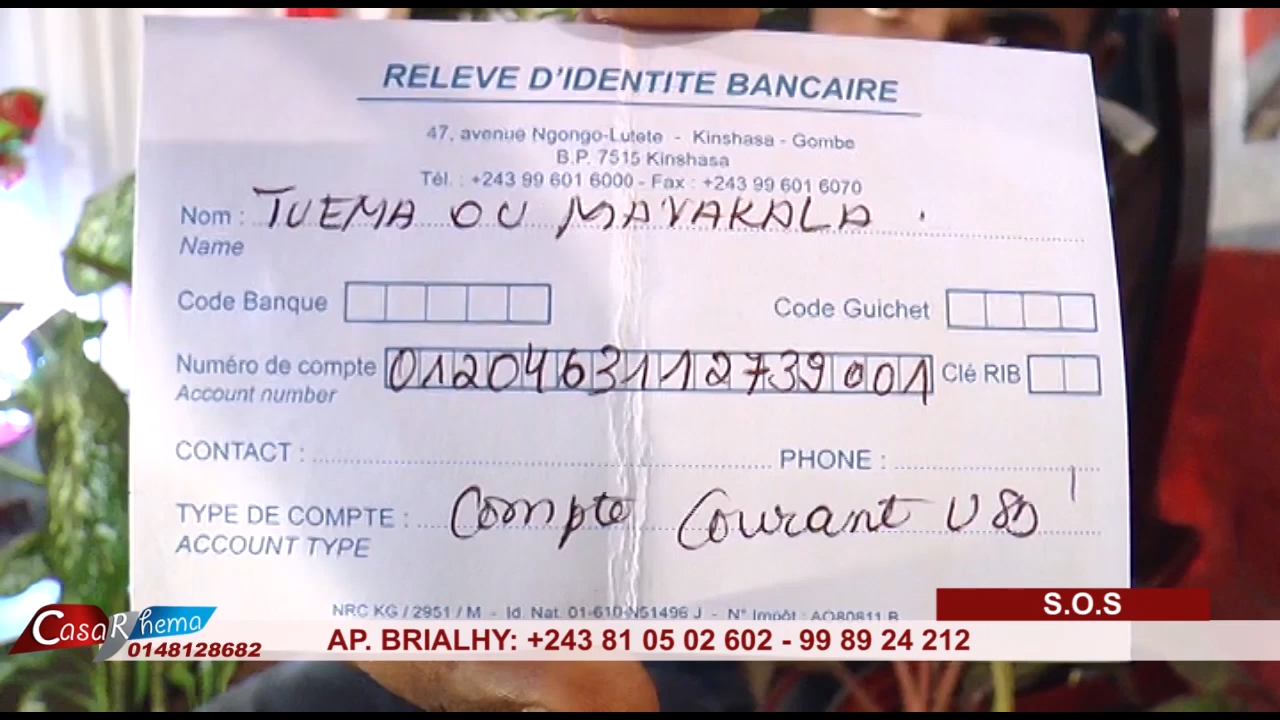 RELEVE D'IDENTITE BANCAIRE
47, avenue Ngongo-Lutete - Kinshasa - Gombe
B.P. 7515 Kinshasa
Tél. : +243 99 601 6000 - Fax : +243 99 601 6070
Nom : TUEMA OU MAVAKALA
Name
Code Banque Code Guichet
Numéro de compte 01204631112739001 Clé RIB
Account number
CONTACT : PHONE :
TYPE DE COMPTE : Compte Courant USD
ACCOUNT TYPE
NRC KG / 2951 / M - Id. Nat. 01-610-N51496 J - N° Impôt : AO80811 B
S.O.S
Casa Rhema
0148128682
AP. BRIALHY: +243 81 05 02 602 - 99 89 24 212